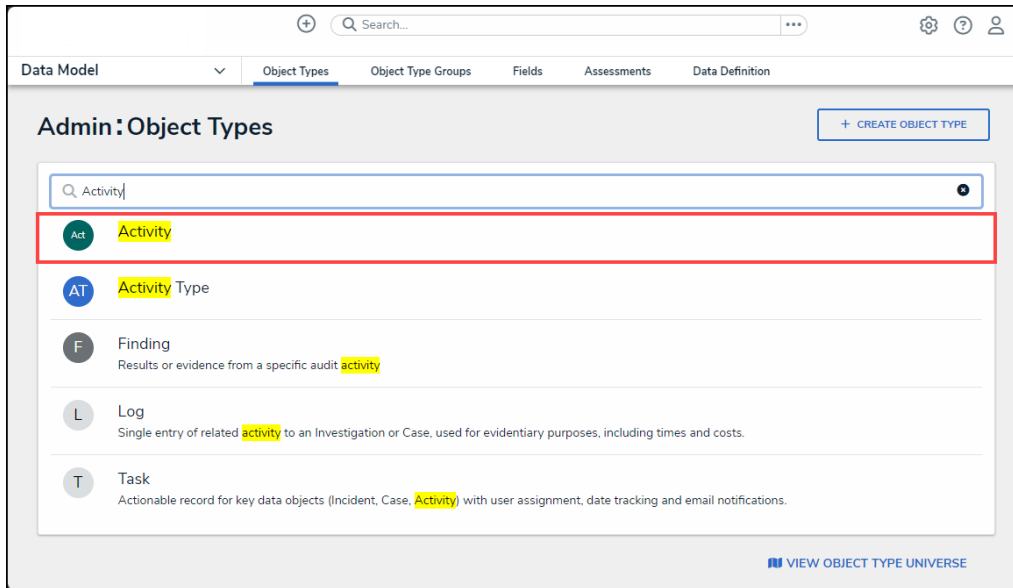 Search...
Data Model
Object Types
Object Type Groups
Fields
Assessments
Data Definition
Admin:Object Types
+ CREATE OBJECT TYPE
Activity
Act
Activity
AT
Activity Type
F
Finding
Results or evidence from a specific audit activity
L
Log
Single entry of related activity to an Investigation or Case, used for evidentiary purposes, including times and costs.
T
Task
Actionable record for key data objects (Incident, Case, Activity) with user assignment, date tracking and email notifications.
VIEW OBJECT TYPE UNIVERSE